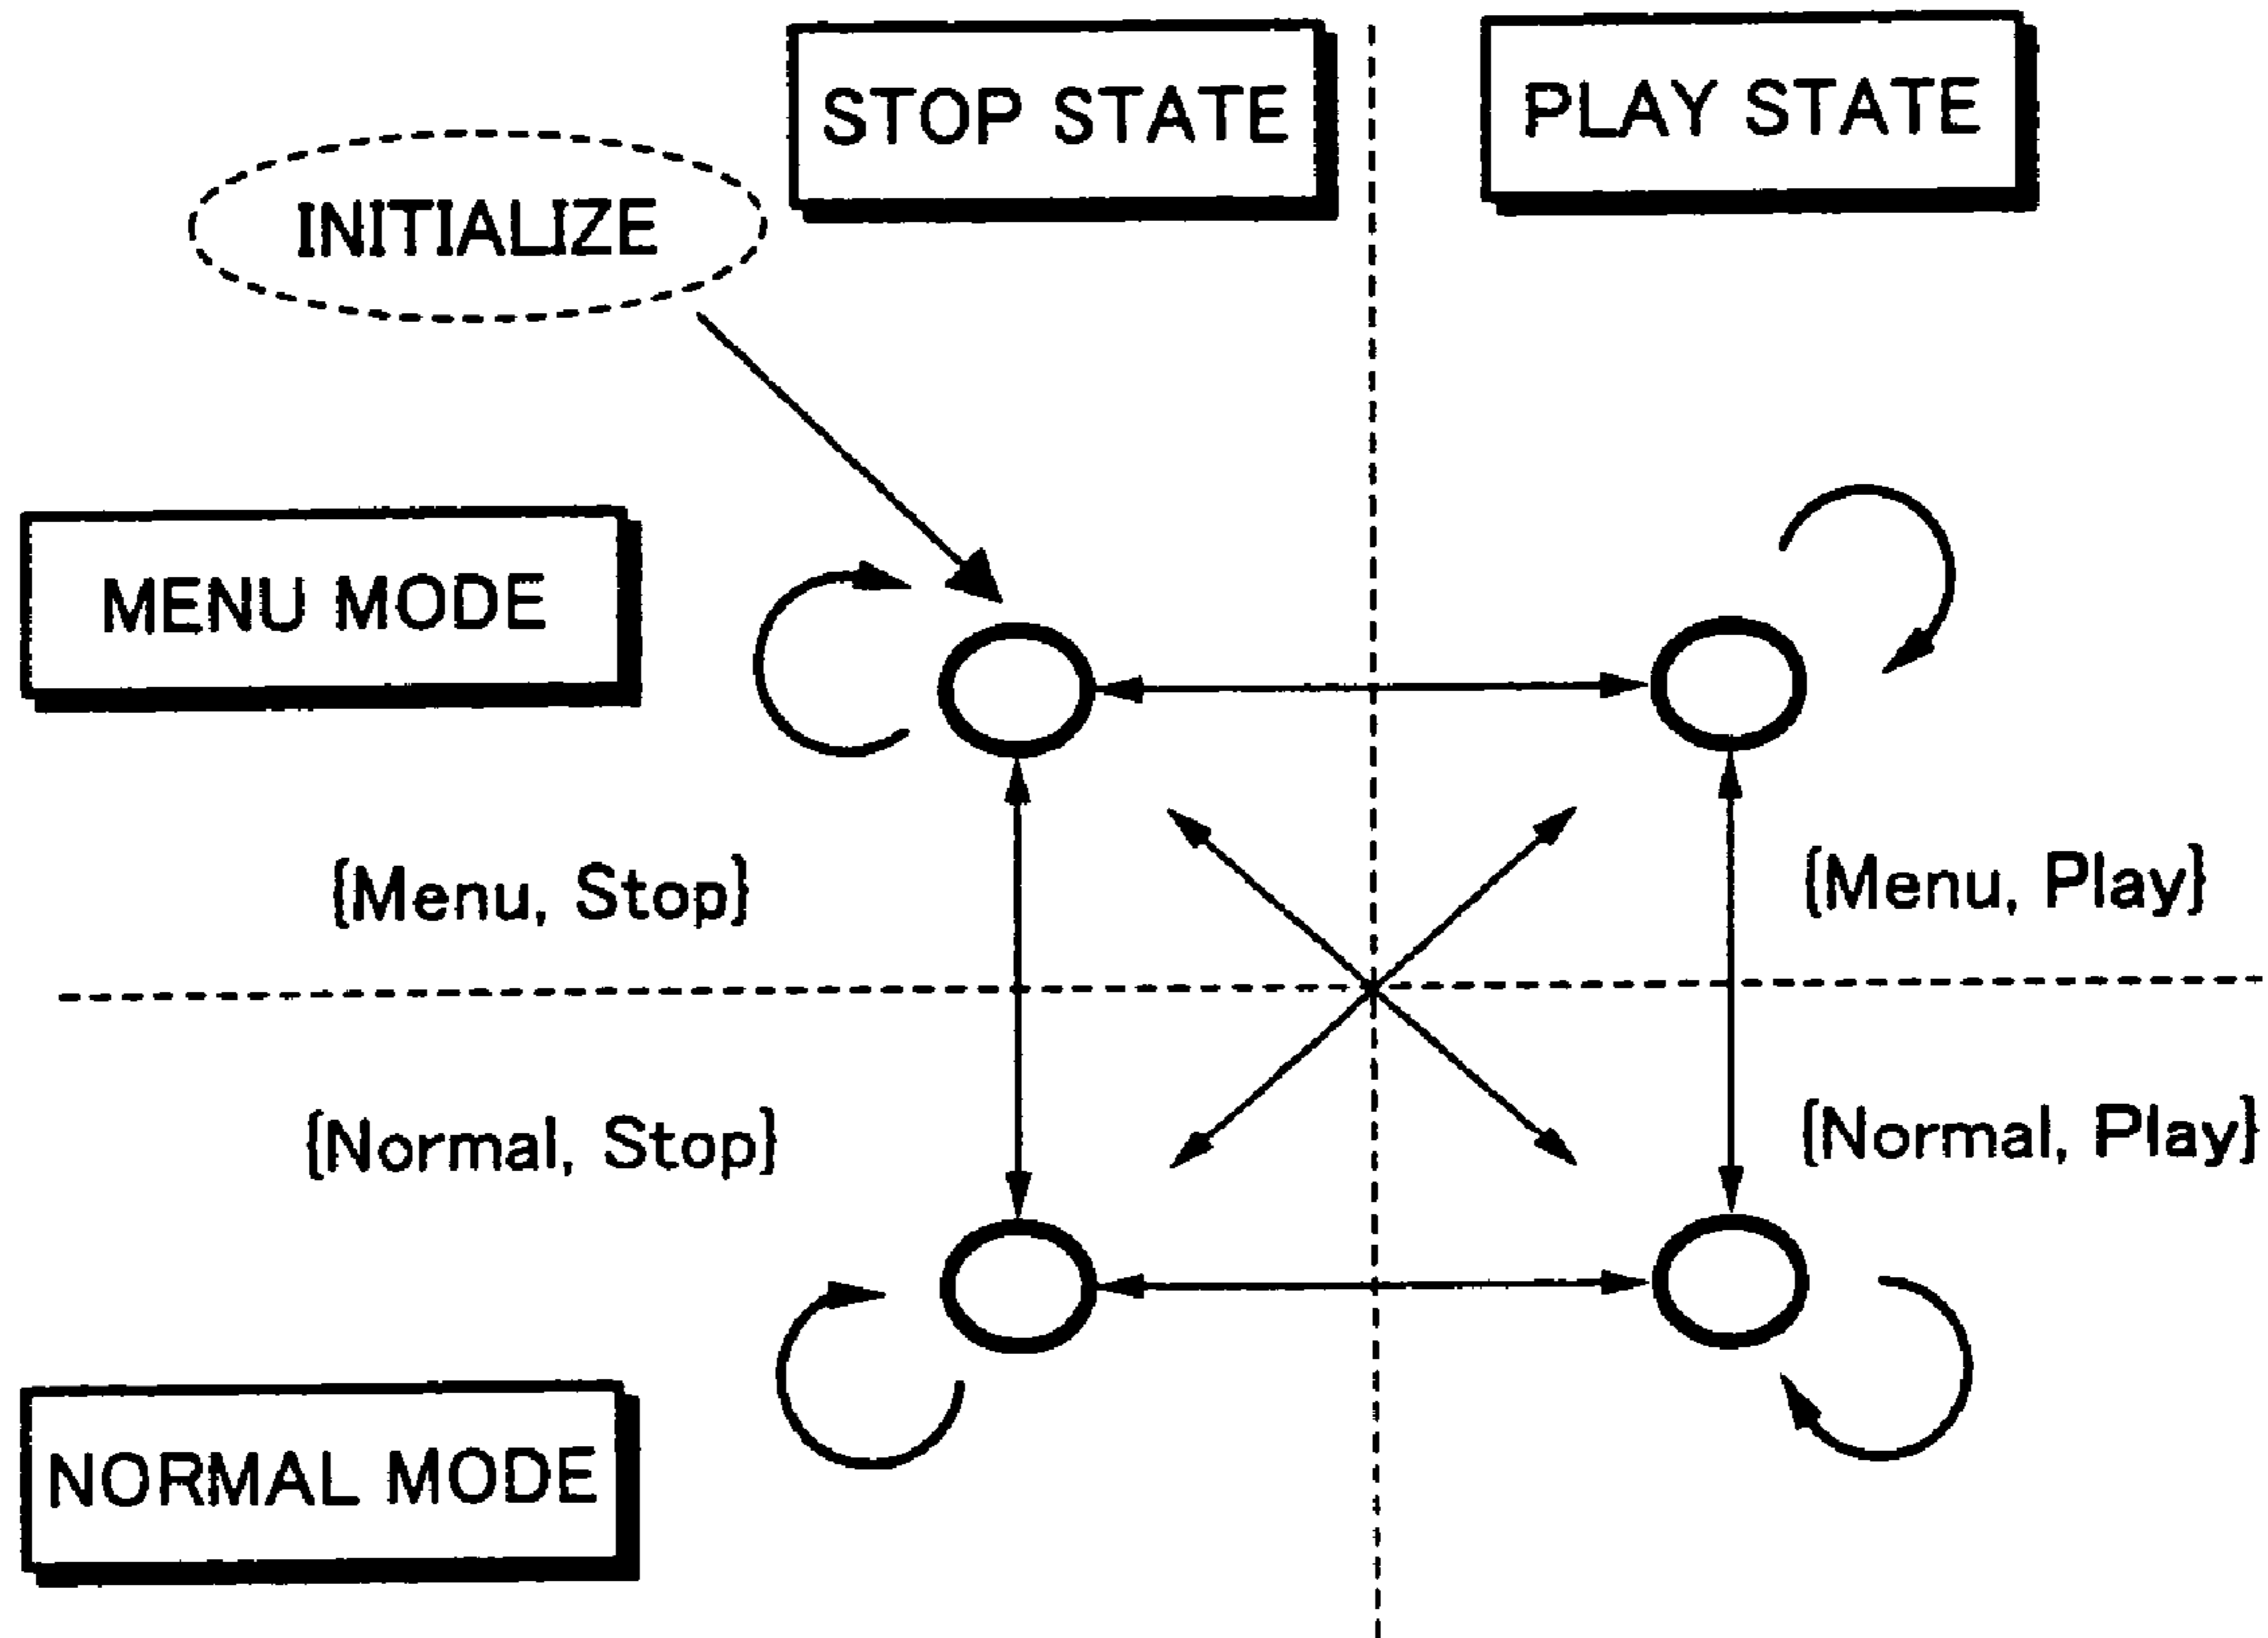 STOP STATE
PLAY STATE
INITIALIZE
MENU MODE
{Menu, Stop}
{Menu, Play}
{Normal, Stop}
{Normal, Play}
NORMAL MODE